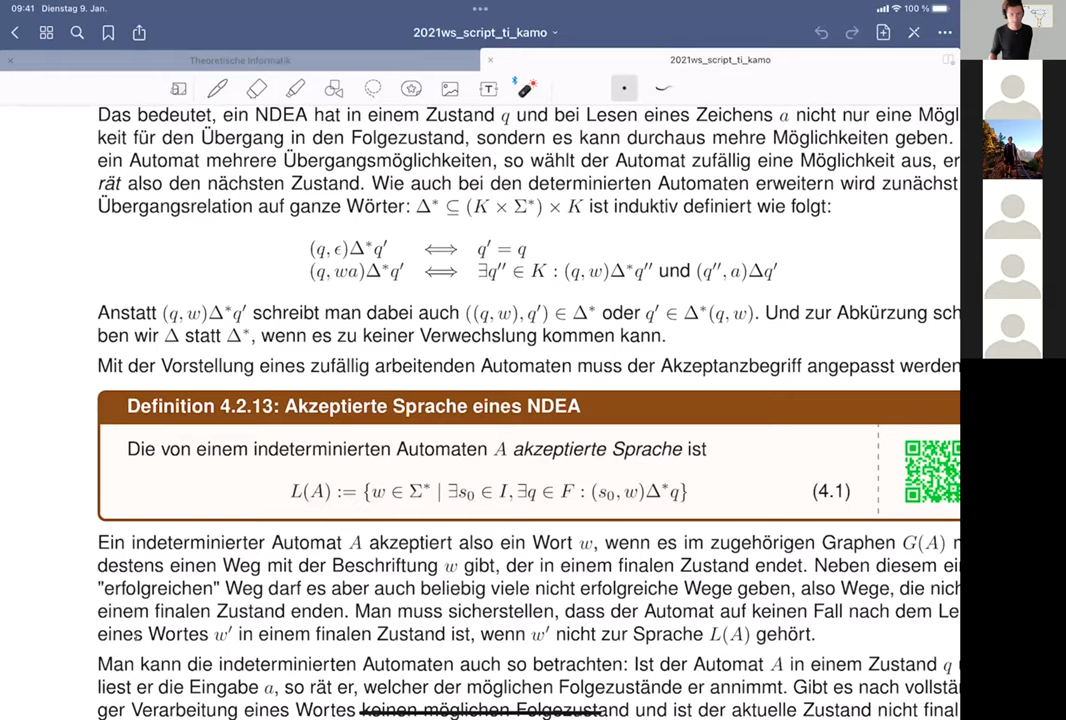 09:41 Dienstag 9. Jan.
100 %
2021ws_script_ti_kamo
Theoretische Informatik
2021ws_script_ti_kamo
Das bedeutet, ein NDEA hat in einem Zustand q und bei Lesen eines Zeichens a nicht nur eine Mögl
keit für den Übergang in den Folgezustand, sondern es kann durchaus mehre Möglichkeiten geben.
ein Automat mehrere Übergangsmöglichkeiten, so wählt der Automat zufällig eine Möglichkeit aus, er
rät also den nächsten Zustand. Wie auch bei den determinierten Automaten erweitern wird zunächst
Übergangsrelation auf ganze Wörter: Δ* ⊆ (K × Σ*) × K ist induktiv definiert wie folgt:
(q, ϵ)Δ*q′ ⟺ q′ = q
(q, wa)Δ*q′ ⟺ ∃q″ ∈ K : (q, w)Δ*q″ und (q″, a)Δq′
Anstatt (q, w)Δ*q′ schreibt man dabei auch ((q, w), q′) ∈ Δ* oder q′ ∈ Δ*(q, w). Und zur Abkürzung sch
ben wir Δ statt Δ*, wenn es zu keiner Verwechslung kommen kann.
Mit der Vorstellung eines zufällig arbeitenden Automaten muss der Akzeptanzbegriff angepasst werden
Definition 4.2.13: Akzeptierte Sprache eines NDEA
Die von einem indeterminierten Automaten A akzeptierte Sprache ist
L(A) := {w ∈ Σ* | ∃s₀ ∈ I, ∃q ∈ F : (s₀, w)Δ*q} (4.1)
Ein indeterminierter Automat A akzeptiert also ein Wort w, wenn es im zugehörigen Graphen G(A) m
destens einen Weg mit der Beschriftung w gibt, der in einem finalen Zustand endet. Neben diesem ei
"erfolgreichen" Weg darf es aber auch beliebig viele nicht erfolgreiche Wege geben, also Wege, die nic
einem finalen Zustand enden. Man muss sicherstellen, dass der Automat auf keinen Fall nach dem Le
eines Wortes w′ in einem finalen Zustand ist, wenn w′ nicht zur Sprache L(A) gehört.
Man kann die indeterminierten Automaten auch so betrachten: Ist der Automat A in einem Zustand q
liest er die Eingabe a, so rät er, welcher der möglichen Folgezustände er annimmt. Gibt es nach vollstä
ger Verarbeitung eines Wortes keinen möglichen Folgezustand und ist der aktuelle Zustand nicht final